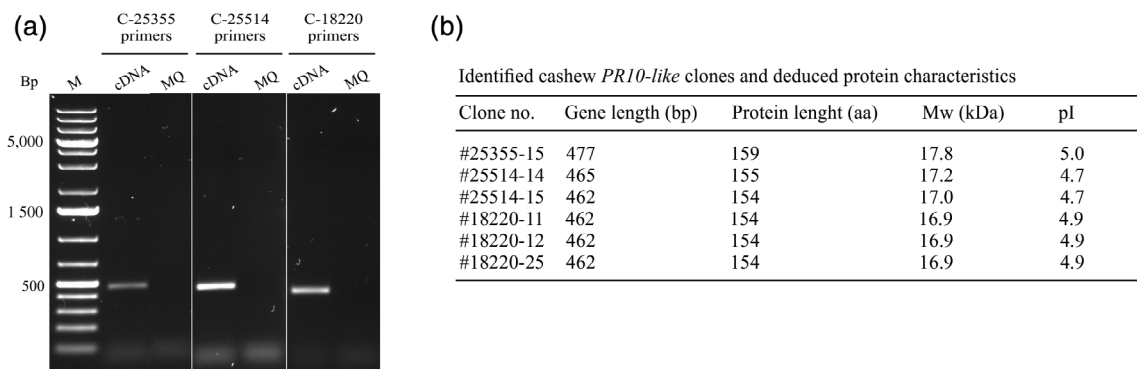 (a)
C-25355 primers
C-25514 primers
C-18220 primers
Bp
M
cDNA
MQ
cDNA
MQ
cDNA
MQ
5.000
1 500
500
(b)
Identified cashew PR10-like clones and deduced protein characteristics
Clone no. Gene length (bp) Protein lenght (aa) Mw (kDa) pI
#25355-15 477 159 17.8 5.0
#25514-14 465 155 17.2 4.7
#25514-15 462 154 17.0 4.7
#18220-11 462 154 16.9 4.9
#18220-12 462 154 16.9 4.9
#18220-25 462 154 16.9 4.9